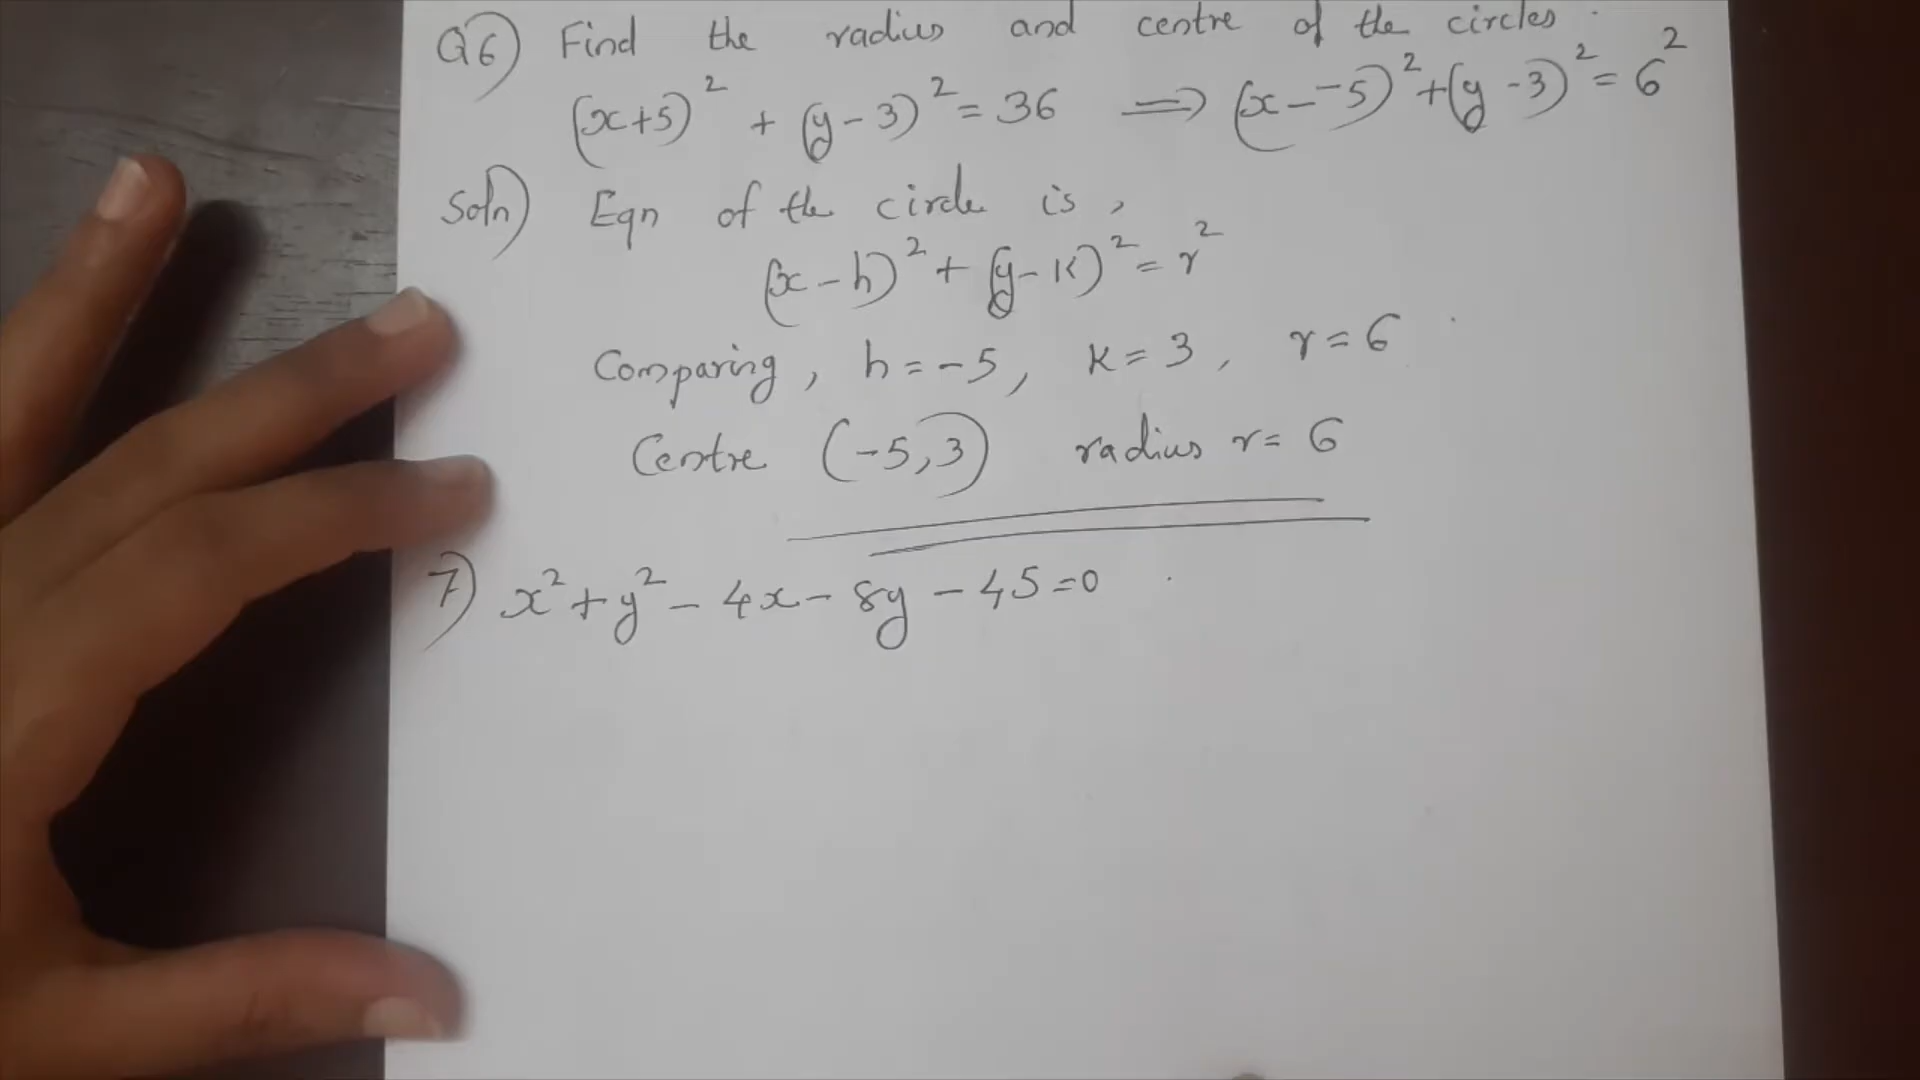 Q6) Find the radius and centre of the circles.
(x+5)² + (y-3)² = 36 ⟹ (x--5)²+(y-3)²= 6²
Soln) Eqn of the circle is,
(x-h)² + (y-k)² = r²
Comparing, h = -5, k = 3, r = 6
Centre (-5,3) radius r = 6
7) x²+y²-4x-8y-45=0